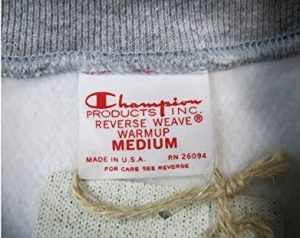 Champion
PRODUCTS INC.
REVERSE WEAVE®
WARMUP
MEDIUM
MADE IN U.S.A. RN 26094
FOR CARE SEE REVERSE